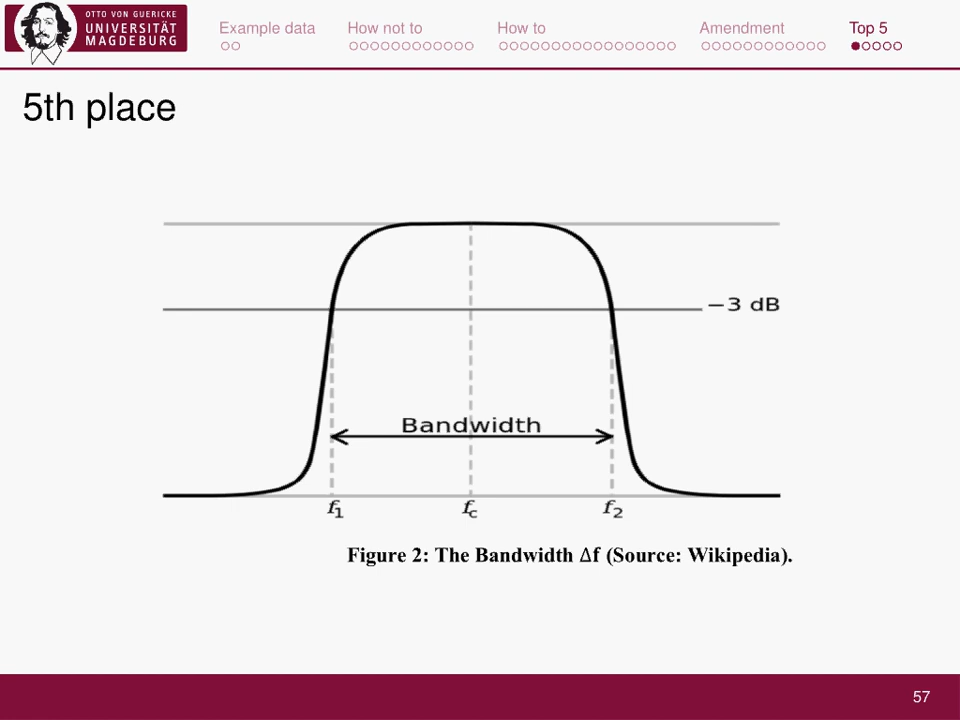 OTTO VON GUERICKE
UNIVERSITÄT
MAGDEBURG
Example data
How not to
How to
Amendment
Top 5
5th place
−3 dB
Bandwidth
f1
fc
f2
Figure 2: The Bandwidth Δf (Source: Wikipedia).
57